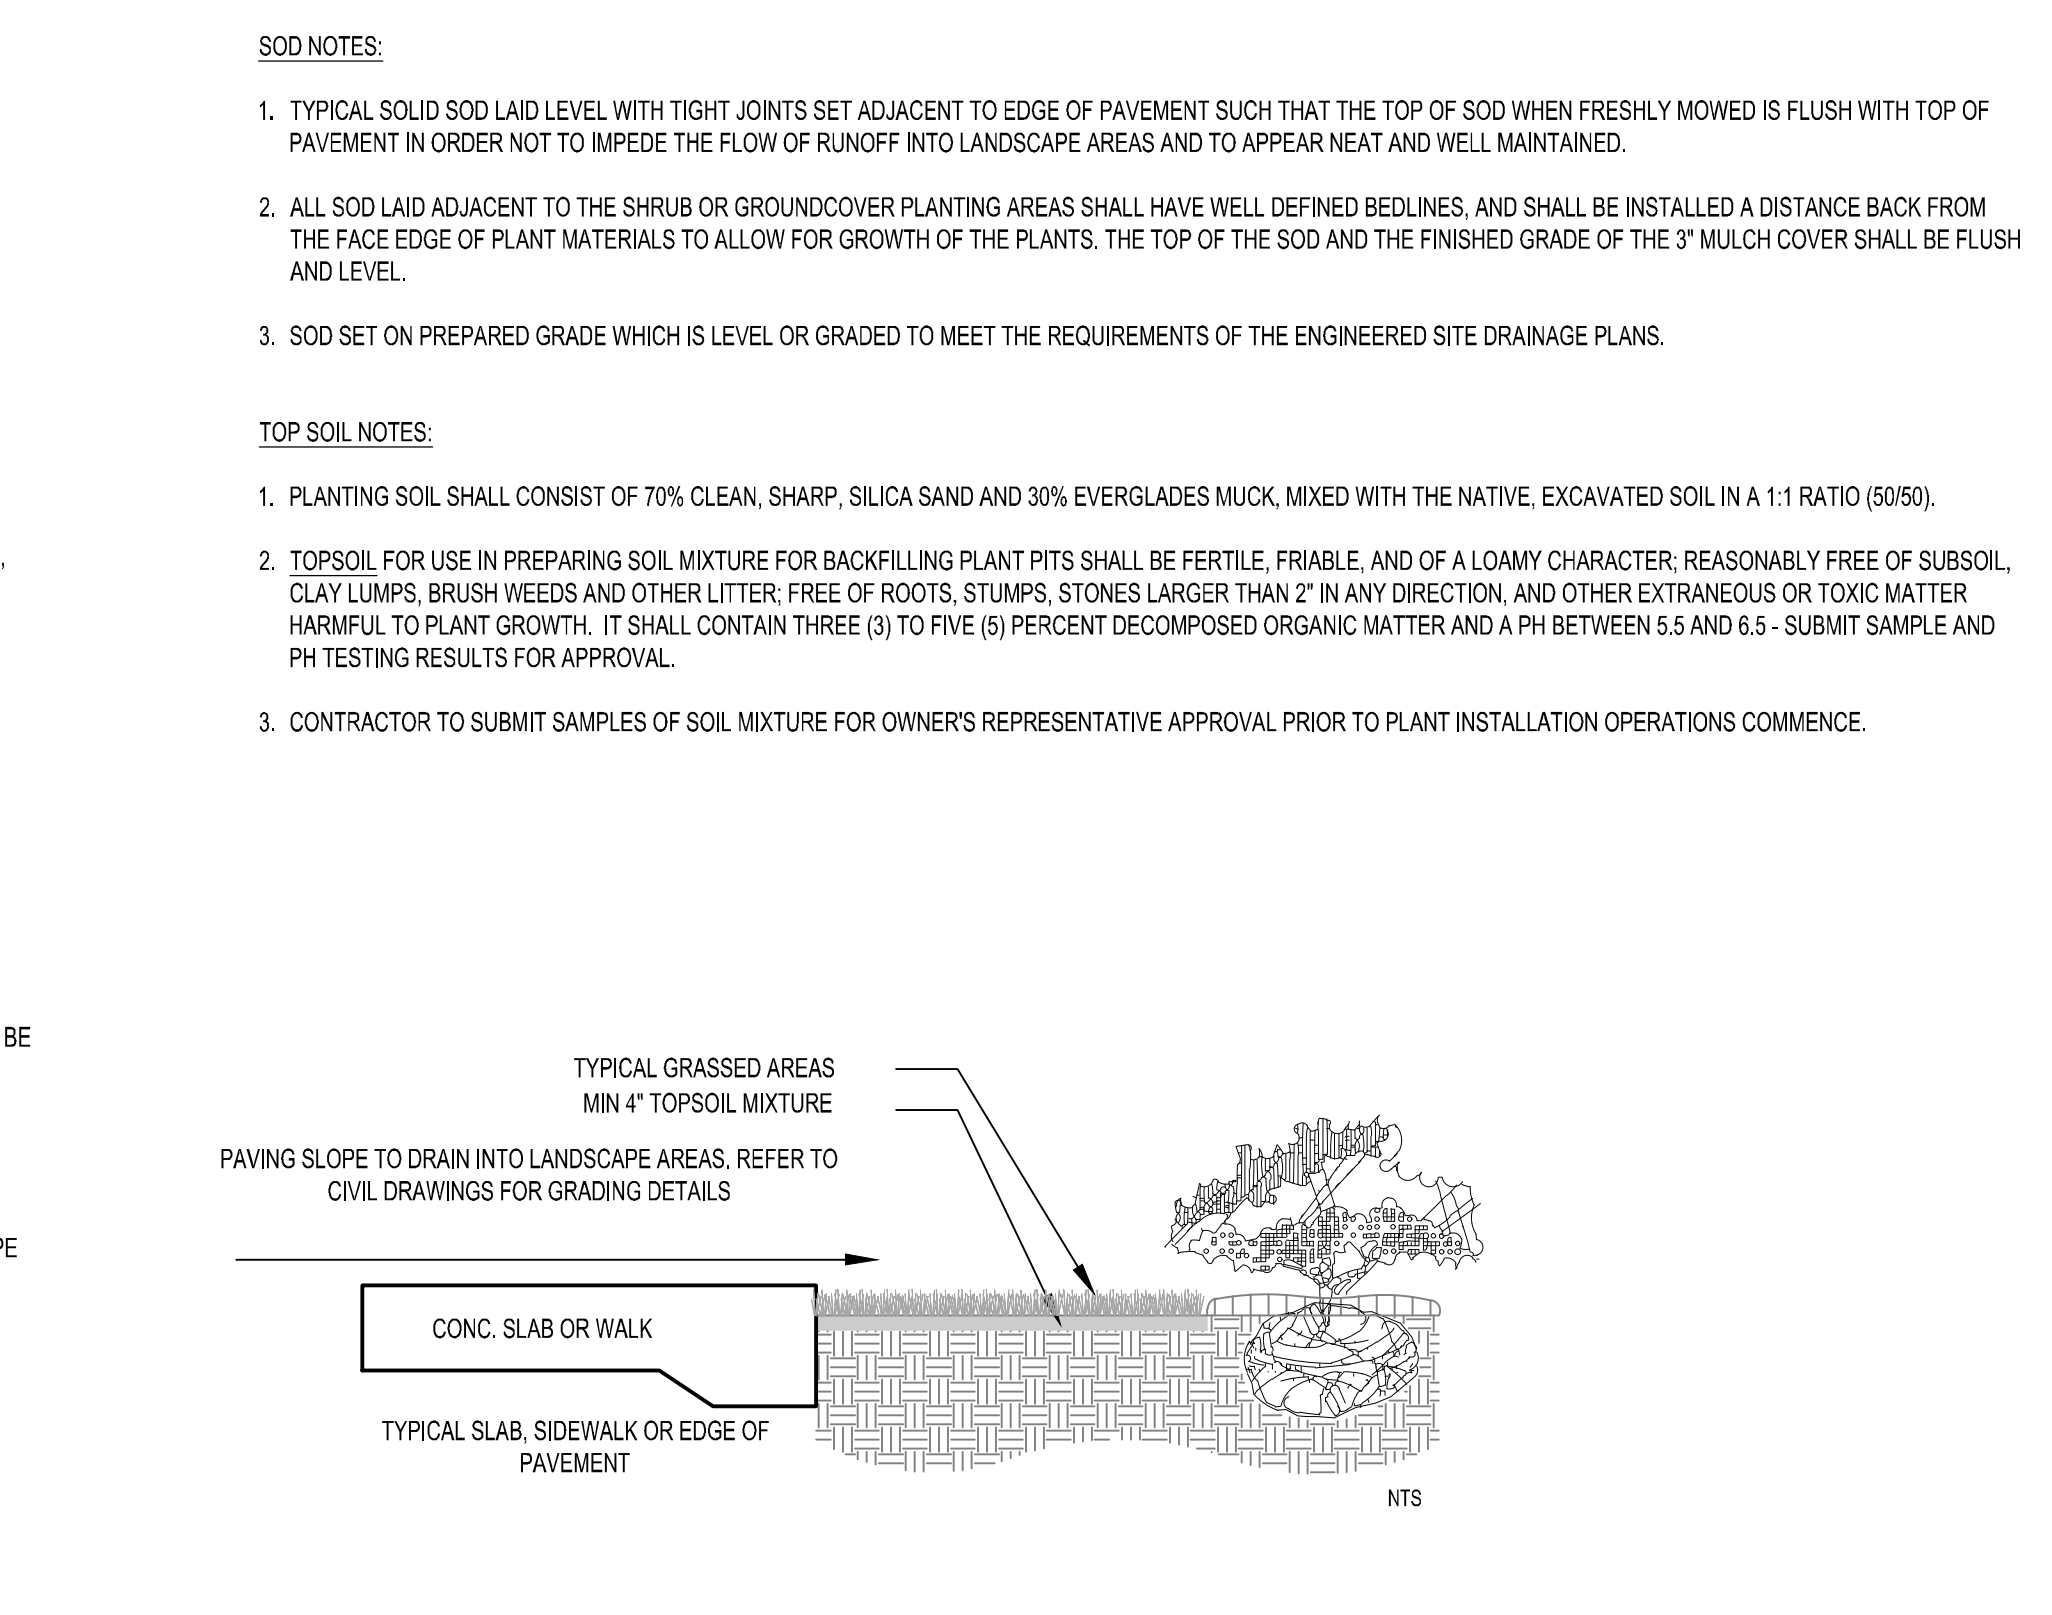 SOD NOTES:
1. TYPICAL SOLID SOD LAID LEVEL WITH TIGHT JOINTS SET ADJACENT TO EDGE OF PAVEMENT SUCH THAT THE TOP OF SOD WHEN FRESHLY MOWED IS FLUSH WITH TOP OF
PAVEMENT IN ORDER NOT TO IMPEDE THE FLOW OF RUNOFF INTO LANDSCAPE AREAS AND TO APPEAR NEAT AND WELL MAINTAINED.
2. ALL SOD LAID ADJACENT TO THE SHRUB OR GROUNDCOVER PLANTING AREAS SHALL HAVE WELL DEFINED BEDLINES, AND SHALL BE INSTALLED A DISTANCE BACK FROM
THE FACE EDGE OF PLANT MATERIALS TO ALLOW FOR GROWTH OF THE PLANTS. THE TOP OF THE SOD AND THE FINISHED GRADE OF THE 3" MULCH COVER SHALL BE FLUSH
AND LEVEL.
3. SOD SET ON PREPARED GRADE WHICH IS LEVEL OR GRADED TO MEET THE REQUIREMENTS OF THE ENGINEERED SITE DRAINAGE PLANS.
TOP SOIL NOTES:
1. PLANTING SOIL SHALL CONSIST OF 70% CLEAN, SHARP, SILICA SAND AND 30% EVERGLADES MUCK, MIXED WITH THE NATIVE, EXCAVATED SOIL IN A 1:1 RATIO (50/50).
2. TOPSOIL FOR USE IN PREPARING SOIL MIXTURE FOR BACKFILLING PLANT PITS SHALL BE FERTILE, FRIABLE, AND OF A LOAMY CHARACTER; REASONABLY FREE OF SUBSOIL,
CLAY LUMPS, BRUSH WEEDS AND OTHER LITTER; FREE OF ROOTS, STUMPS, STONES LARGER THAN 2" IN ANY DIRECTION, AND OTHER EXTRANEOUS OR TOXIC MATTER
HARMFUL TO PLANT GROWTH. IT SHALL CONTAIN THREE (3) TO FIVE (5) PERCENT DECOMPOSED ORGANIC MATTER AND A PH BETWEEN 5.5 AND 6.5 - SUBMIT SAMPLE AND
PH TESTING RESULTS FOR APPROVAL.
3. CONTRACTOR TO SUBMIT SAMPLES OF SOIL MIXTURE FOR OWNER'S REPRESENTATIVE APPROVAL PRIOR TO PLANT INSTALLATION OPERATIONS COMMENCE.
BE
TYPICAL GRASSED AREAS
MIN 4" TOPSOIL MIXTURE
PAVING SLOPE TO DRAIN INTO LANDSCAPE AREAS. REFER TO
CIVIL DRAWINGS FOR GRADING DETAILS
CONC. SLAB OR WALK
TYPICAL SLAB, SIDEWALK OR EDGE OF
PAVEMENT
NTS